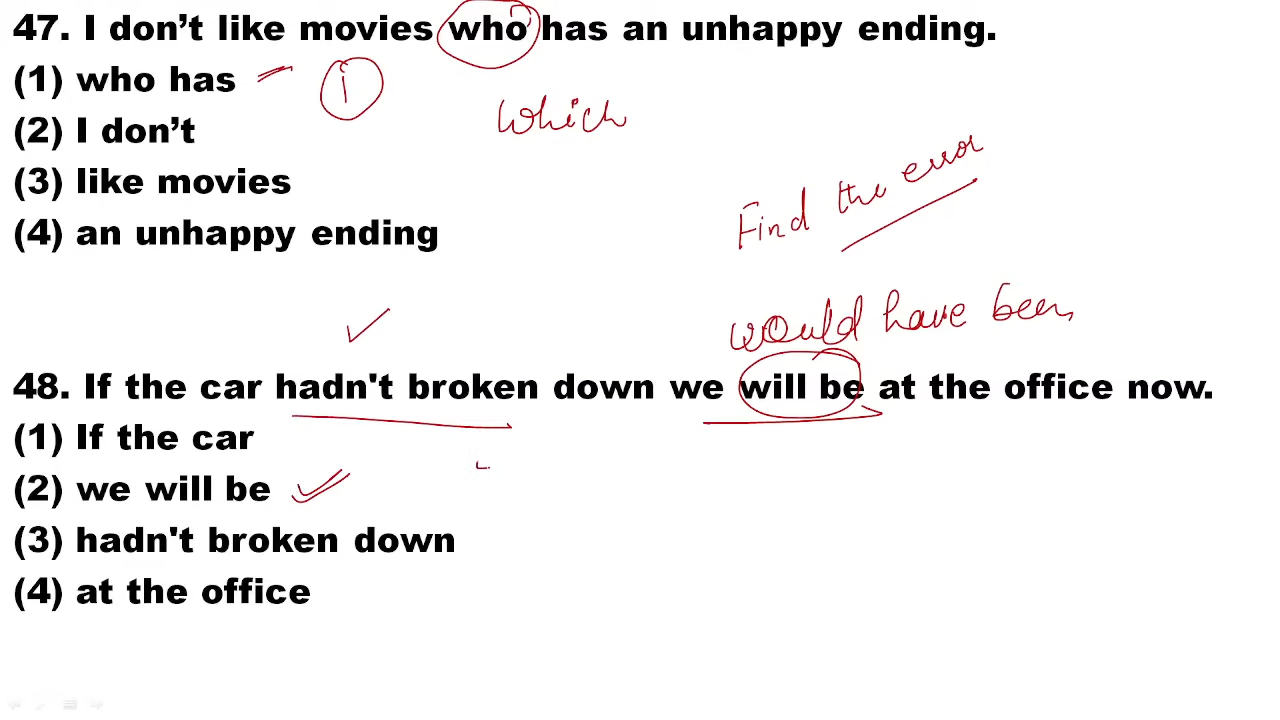 47. I don't like movies who has an unhappy ending.
(1) who has
i
which
(2) I don't
(3) like movies
Find the error
(4) an unhappy ending
would have been
48. If the car hadn't broken down we will be at the office now.
(1) If the car
(2) we will be
(3) hadn't broken down
(4) at the office